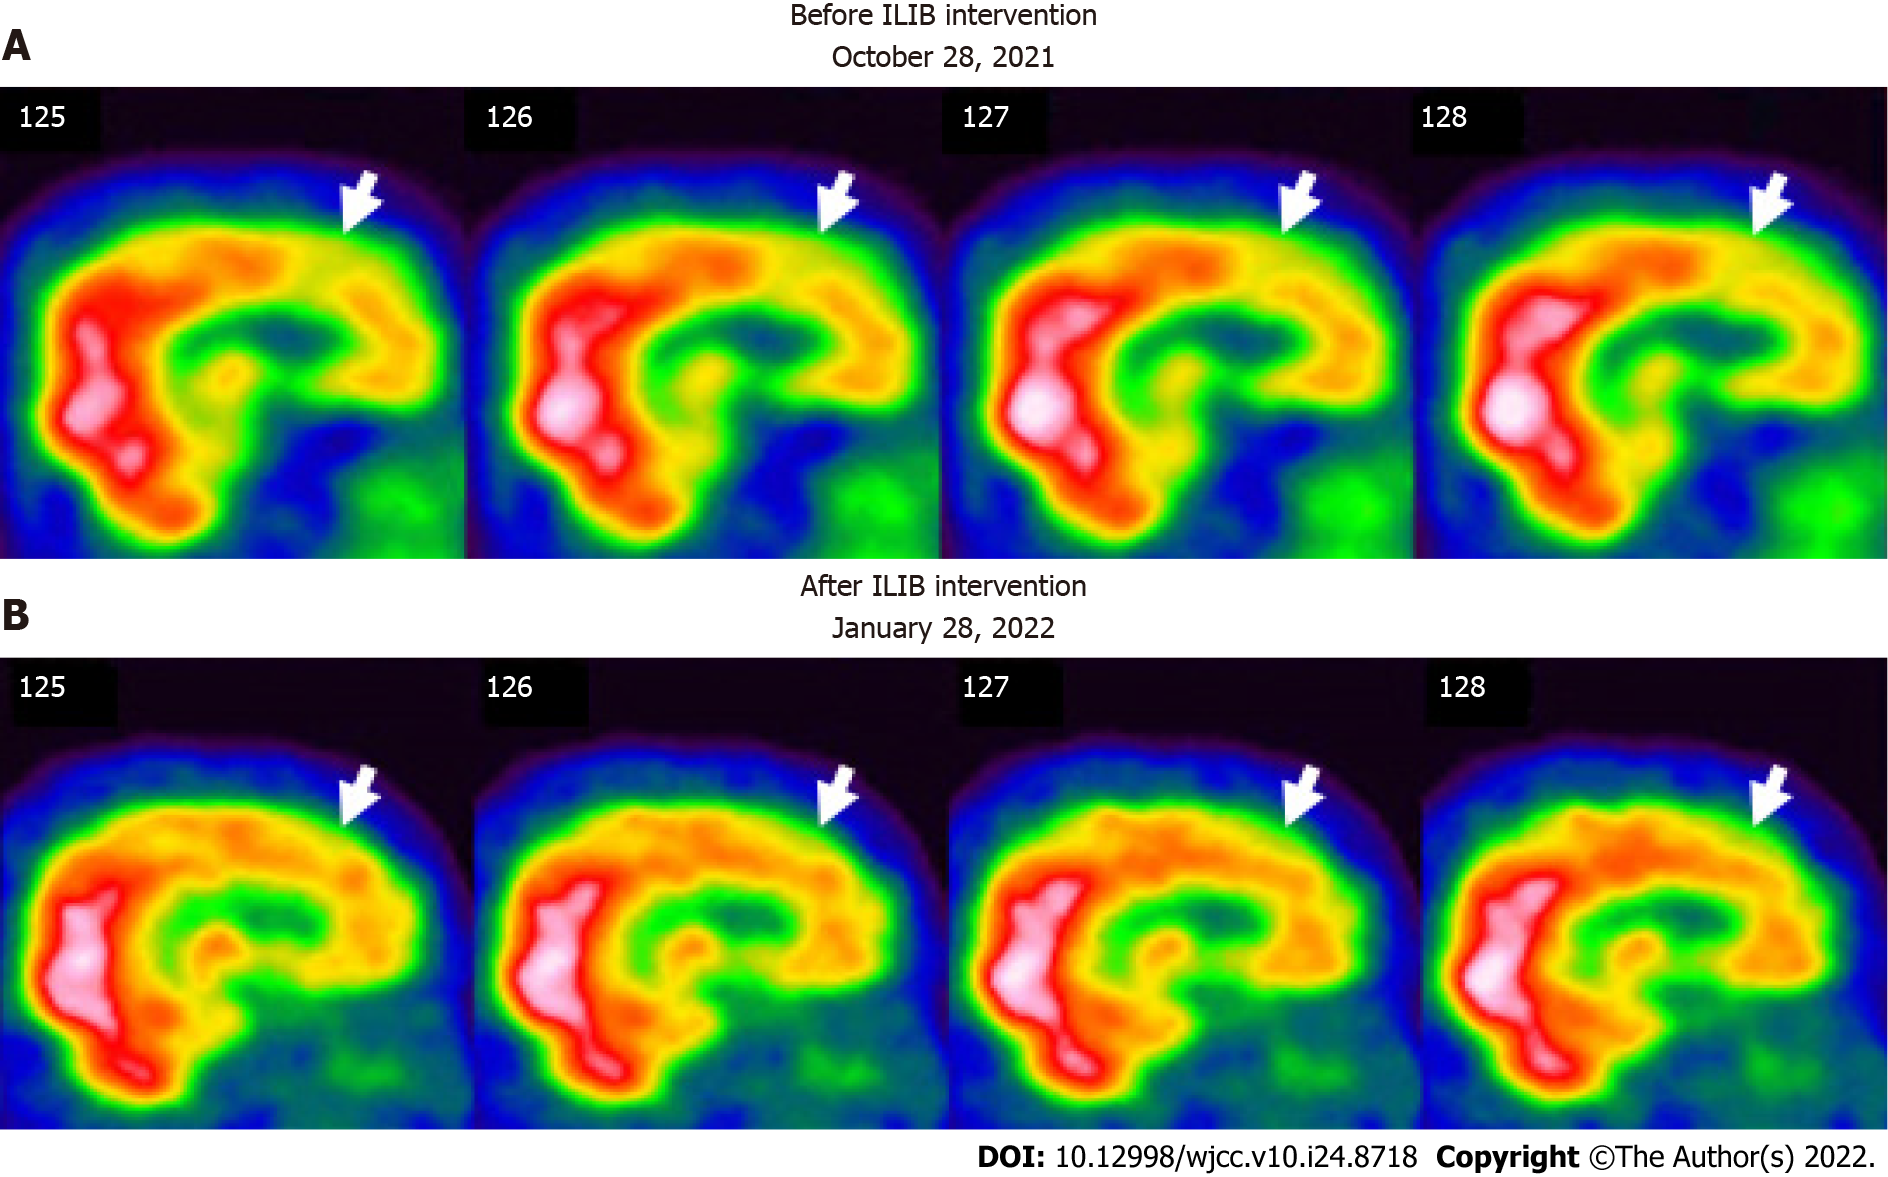 Before ILIB intervention
A
October 28, 2021
125 126 127 128
After ILIB intervention
B
January 28, 2022
125 126 127 128
DOI: 10.12998/wjcc.v10.i24.8718 Copyright ©The Author(s) 2022.